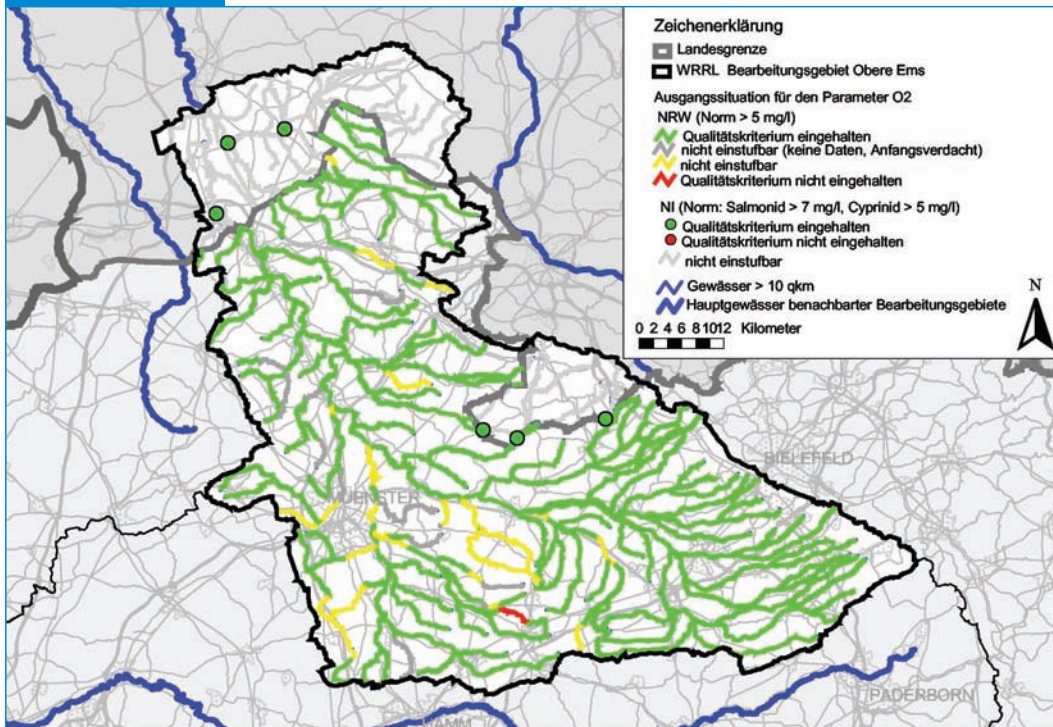 Zeichenerklärung
Landesgrenze
WRRL Bearbeitungsgebiet Obere Ems
Ausgangssituation für den Parameter O2
NRW (Norm > 5 mg/l)
Qualitätskriterium eingehalten
nicht einstufbar (keine Daten, Anfangsverdacht)
nicht einstufbar
Qualitätskriterium nicht eingehalten
NI (Norm: Salmonid > 7 mg/l, Cyprinid > 5 mg/l)
Qualitätskriterium eingehalten
Qualitätskriterium nicht eingehalten
nicht einstufbar
Gewässer > 10 qkm
Hauptgewässer benachbarter Bearbeitungsgebiete
0 2 4 6 8 1012 Kilometer
N
BIELEFELD
MUENSTER
PADERBORN
HAMM